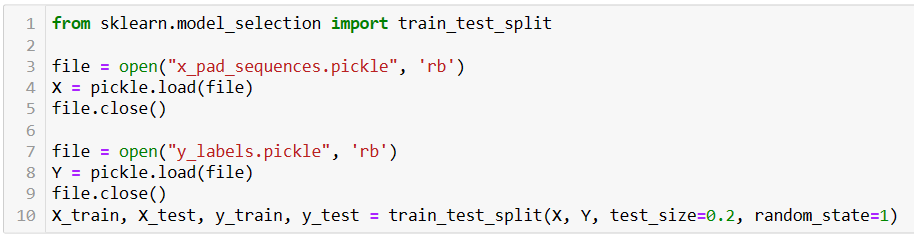 1 from sklearn.model_selection import train_test_split
2
3 file = open("x_pad_sequences.pickle", 'rb')
4 X = pickle.load(file)
5 file.close()
6
7 file = open("y_labels.pickle", 'rb')
8 Y = pickle.load(file)
9 file.close()
10 X_train, X_test, y_train, y_test = train_test_split(X, Y, test_size=0.2, random_state=1)